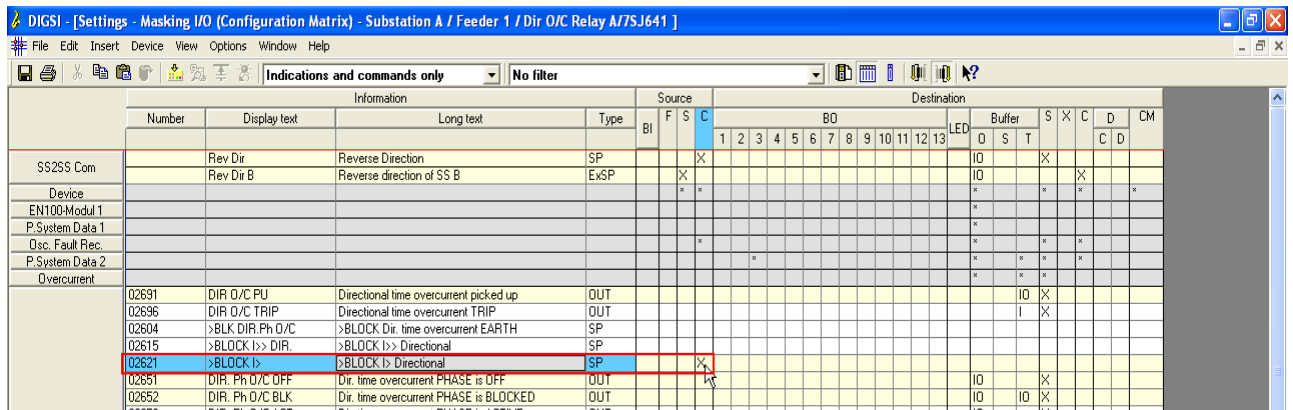 DIGSI - [Settings - Masking I/O (Configuration Matrix) - Substation A / Feeder 1 / Dir O/C Relay A/7SJ641 ]
File Edit Insert Device View Options Window Help
Indications and commands only No filter
Information Source Destination
Number Display text Long text Type BI F S C BO LED Buffer S X C D CM
1 2 3 4 5 6 7 8 9 10 11 12 13 O S T C D
SS2SS Com Rev Dir Reverse Direction SP X IO X
Rev Dir B Reverse direction of SS B ExSP X IO X
Device * * * * * *
EN100-Modul 1 *
P.System Data 1 *
Osc. Fault Rec. * * * *
P.System Data 2 * * * * *
Overcurrent * * *
02691 DIR O/C PU Directional time overcurrent picked up OUT IO X
02696 DIR O/C TRIP Directional time overcurrent TRIP OUT I X
02604 >BLK DIR.Ph O/C >BLOCK Dir. time overcurrent EARTH SP
02615 >BLOCK I>> DIR. >BLOCK I>> Directional SP
02621 >BLOCK I> >BLOCK I> Directional SP X
02651 DIR. Ph O/C OFF Dir. time overcurrent PHASE is OFF OUT IO X
02652 DIR. Ph O/C BLK Dir. time overcurrent PHASE is BLOCKED OUT IO IO X